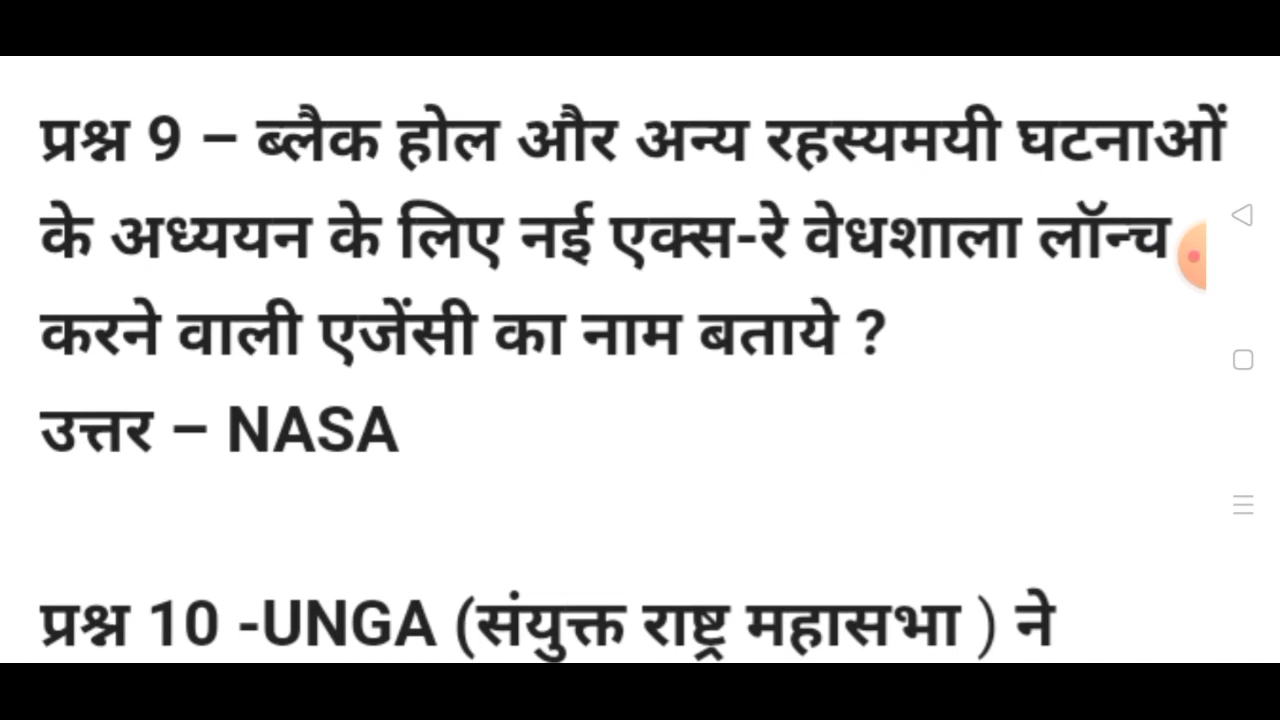 प्रश्न 9 – ब्लैक होल और अन्य रहस्यमयी घटनाओं
के अध्ययन के लिए नई एक्स-रे वेधशाला लॉन्च
करने वाली एजेंसी का नाम बताये ?
उत्तर – NASA
प्रश्न 10 -UNGA (संयुक्त राष्ट्र महासभा ) ने